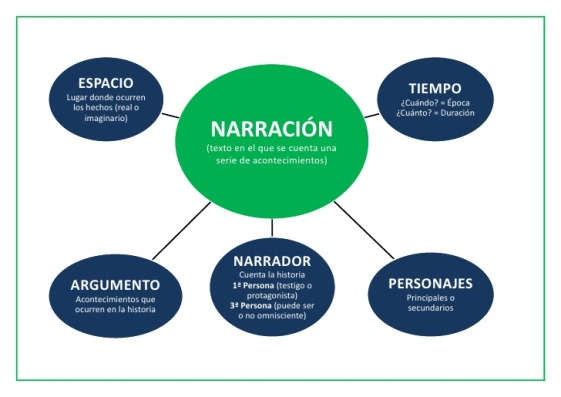 ESPACIO
Lugar donde ocurren
los hechos (real o
imaginario)
TIEMPO
¿Cuándo? = Época
¿Cuánto? = Duración
NARRACIÓN
(texto en el que se cuenta una
serie de acontecimientos)
ARGUMENTO
Acontecimientos que
ocurren en la historia
NARRADOR
Cuenta la historia
1ª Persona (testigo o
protagonista)
3ª Persona (puede ser
o no omnisciente)
PERSONAJES
Principales o
secundarios